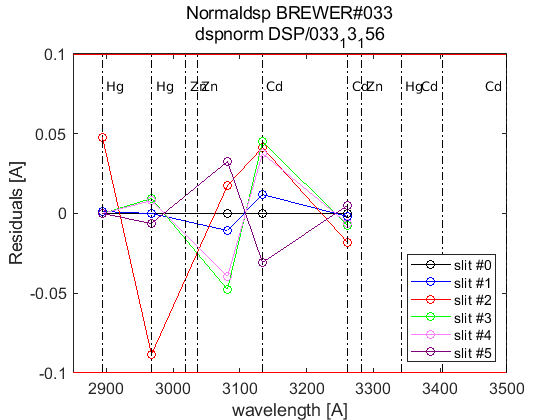 Normaldsp BREWER#033
dspnorm DSP/033₁3₁56
0.1
Hg Hg Zn Zn Cd Cd Zn Hg Cd Cd
0.05
0
-0.05
-0.1
Residuals [A]
slit #0
slit #1
slit #2
slit #3
slit #4
slit #5
2900 3000 3100 3200 3300 3400 3500
wavelength [A]